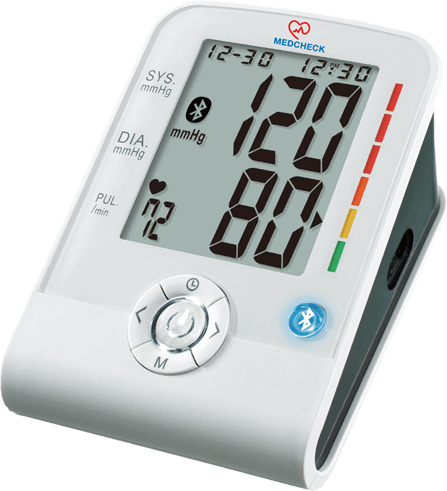 MEDCHECK
12-30 PM 12:30
SYS.
mmHg
120
mmHg
DIA.
mmHg
80
PUL.
/min
72
M